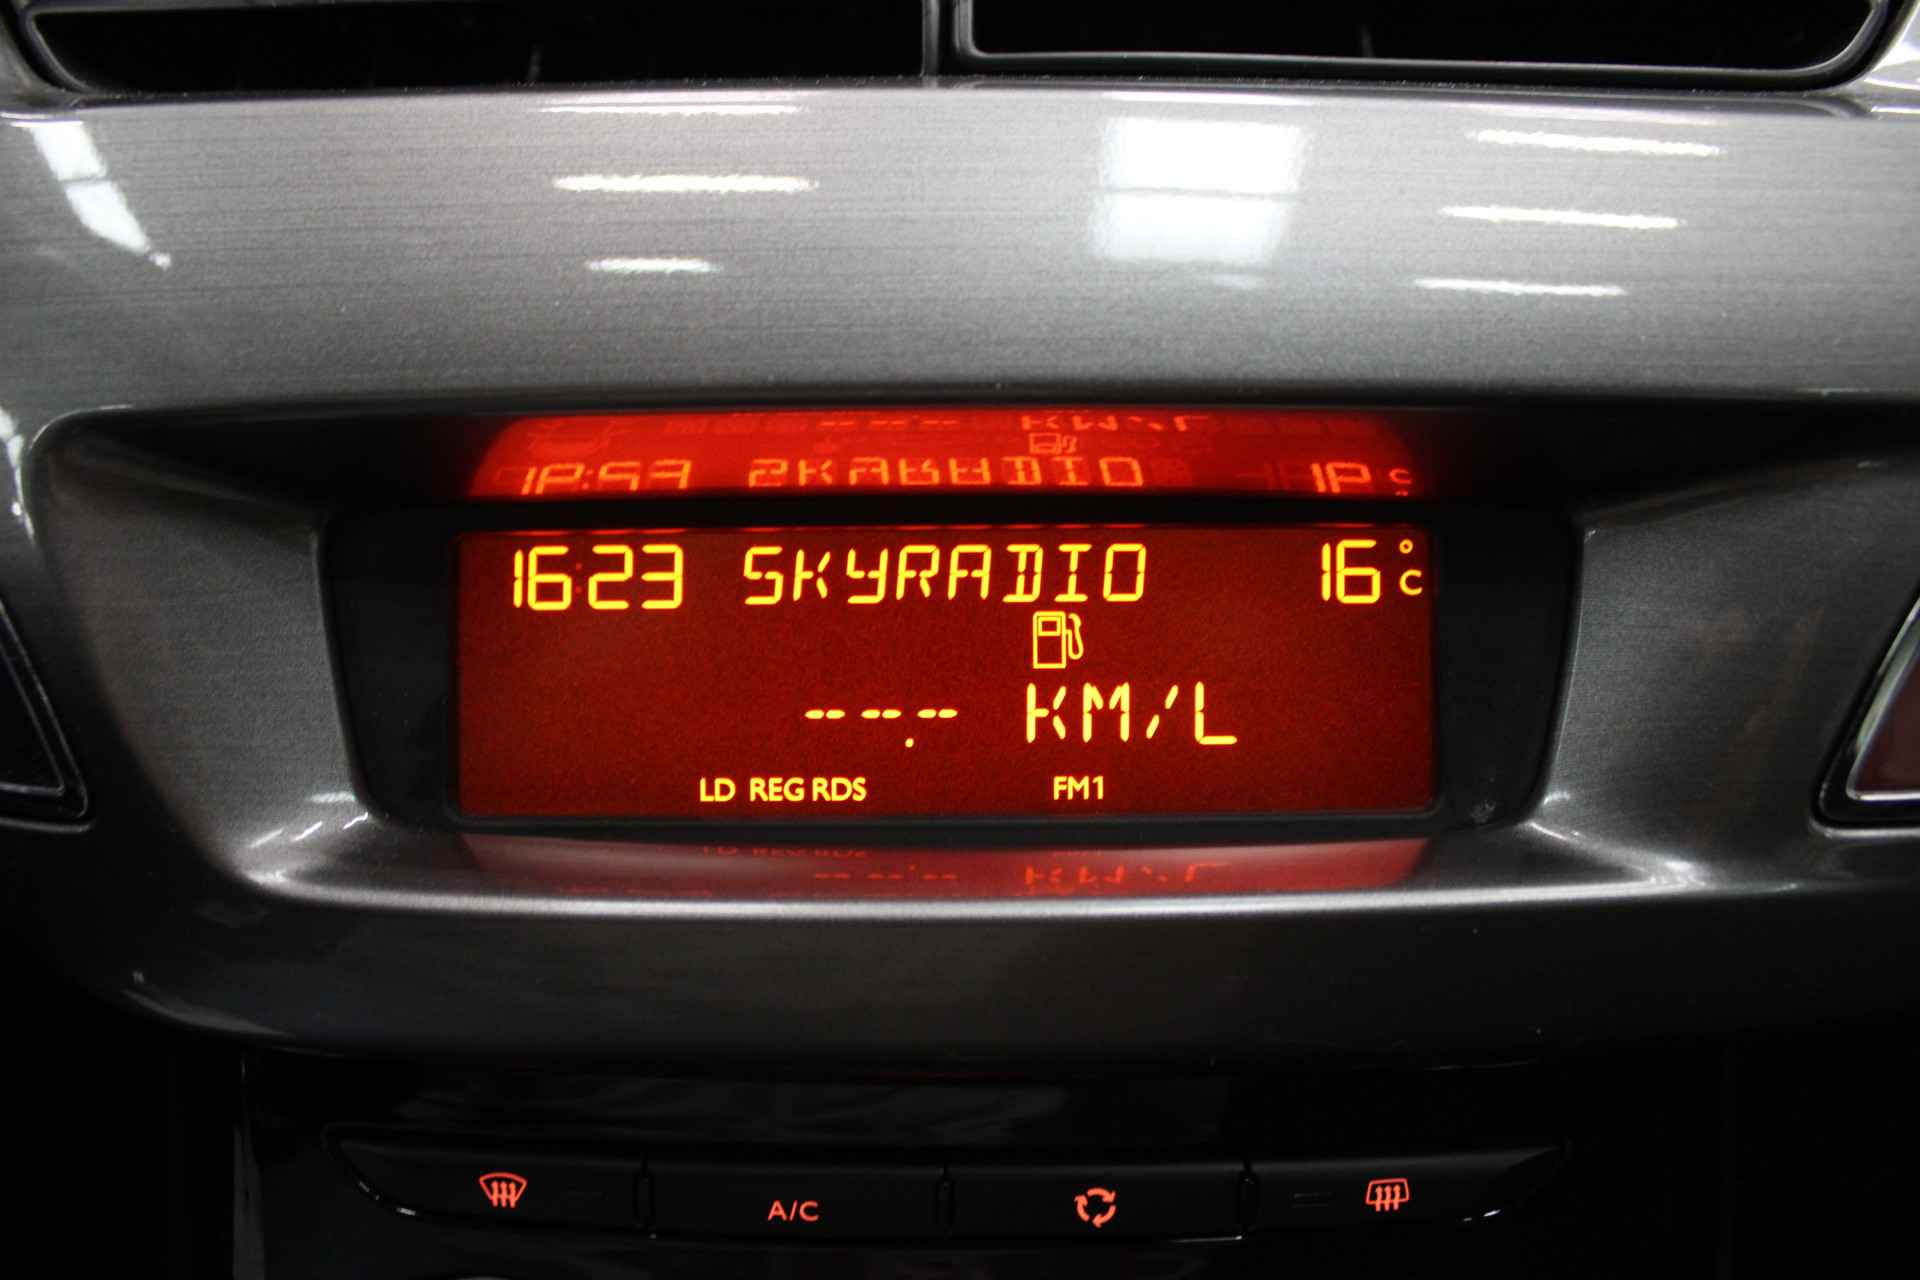 16:23 SKYRADIO 16 °C
-- --.-- KM/L
LD REG RDS FM1
A/C